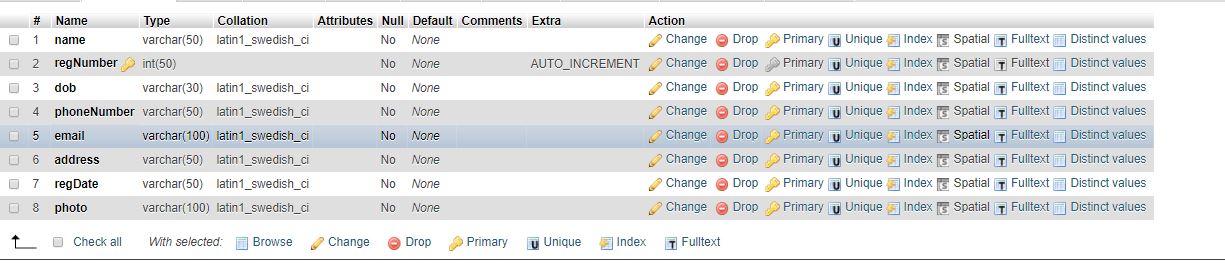 # Name Type Collation Attributes Null Default Comments Extra Action
1 name varchar(50) latin1_swedish_ci No None Change Drop Primary Unique Index Spatial Fulltext Distinct values
2 regNumber int(50) No None AUTO_INCREMENT Change Drop Primary Unique Index Spatial Fulltext Distinct values
3 dob varchar(30) latin1_swedish_ci No None Change Drop Primary Unique Index Spatial Fulltext Distinct values
4 phoneNumber varchar(50) latin1_swedish_ci No None Change Drop Primary Unique Index Spatial Fulltext Distinct values
5 email varchar(100) latin1_swedish_ci No None Change Drop Primary Unique Index Spatial Fulltext Distinct values
6 address varchar(50) latin1_swedish_ci No None Change Drop Primary Unique Index Spatial Fulltext Distinct values
7 regDate varchar(50) latin1_swedish_ci No None Change Drop Primary Unique Index Spatial Fulltext Distinct values
8 photo varchar(100) latin1_swedish_ci No None Change Drop Primary Unique Index Spatial Fulltext Distinct values
Check all With selected: Browse Change Drop Primary Unique Index Fulltext